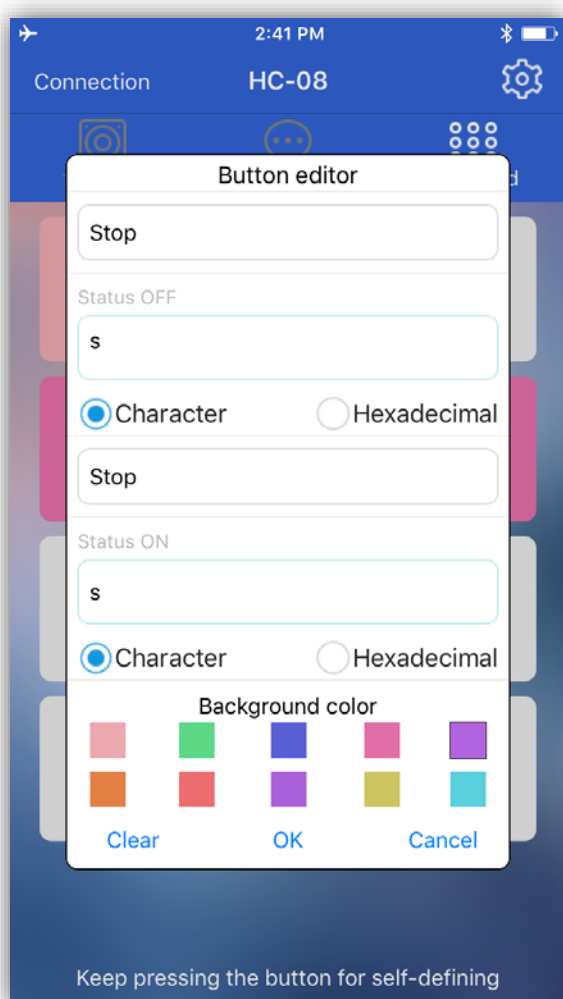 2:41 PM
Connection HC-08
Button editor
Stop
Status OFF
s
Character Hexadecimal
Stop
Status ON
s
Character Hexadecimal
Background color
Clear OK Cancel
Keep pressing the button for self-defining